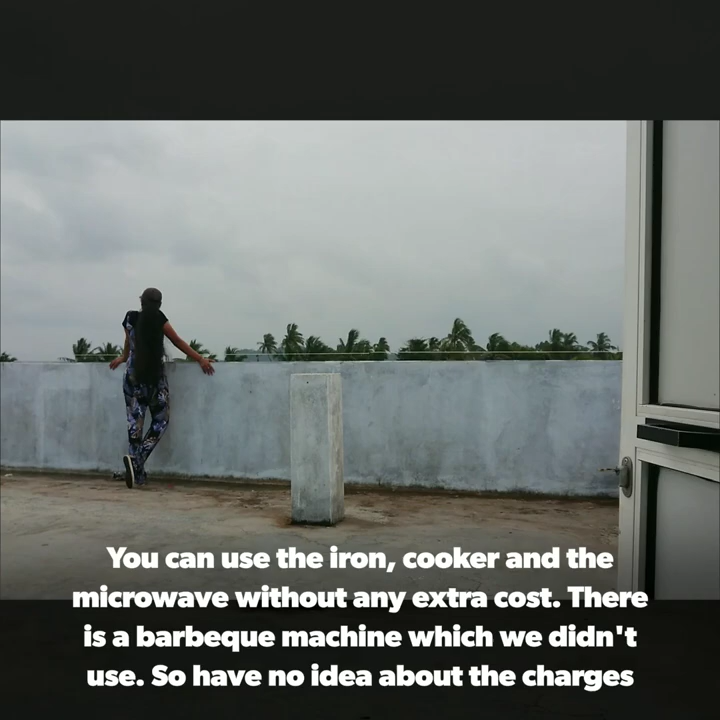 You can use the iron, cooker and the
microwave without any extra cost. There
is a barbeque machine which we didn't
use. So have no idea about the charges